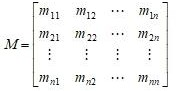 M = [ m₁₁ m₁₂ ⋯ m₁ₙ
m₂₁ m₂₂ ⋯ m₂ₙ
⋮ ⋮ ⋮ ⋮
mₙ₁ mₙ₂ ⋯ mₙₙ ]